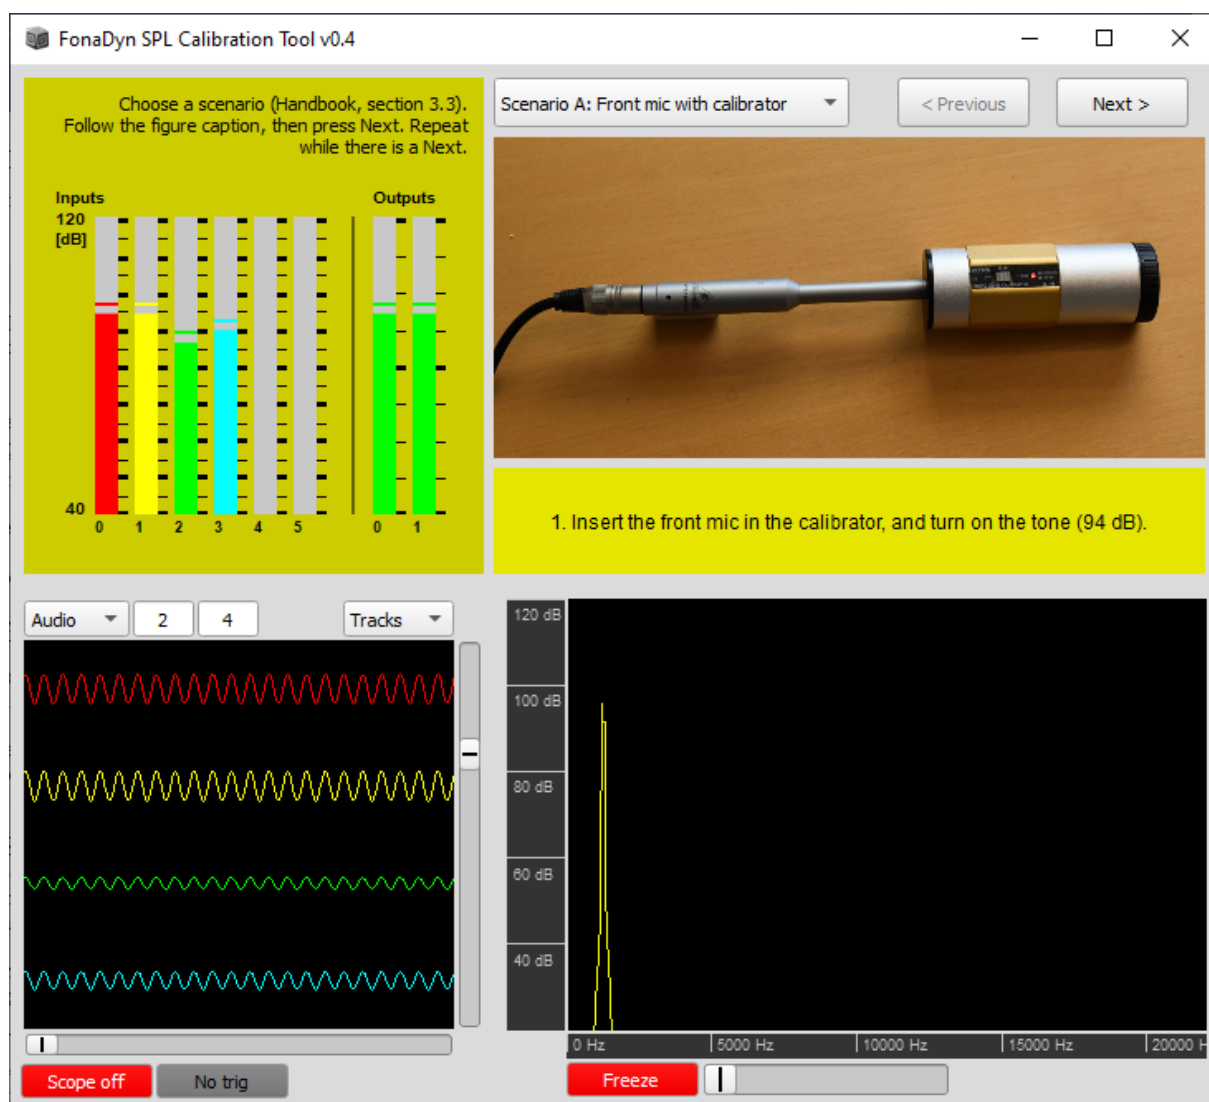 FonaDyn SPL Calibration Tool v0.4
Choose a scenario (Handbook, section 3.3).
Follow the figure caption, then press Next. Repeat
while there is a Next.
Scenario A: Front mic with calibrator
< Previous
Next >
Inputs
Outputs
120
[dB]
40
0 1 2 3 4 5 0 1
1. Insert the front mic in the calibrator, and turn on the tone (94 dB).
Audio
2
4
Tracks
120 dB
100 dB
80 dB
60 dB
40 dB
0 Hz
5000 Hz
10000 Hz
15000 Hz
20000 H
Scope off
No trig
Freeze